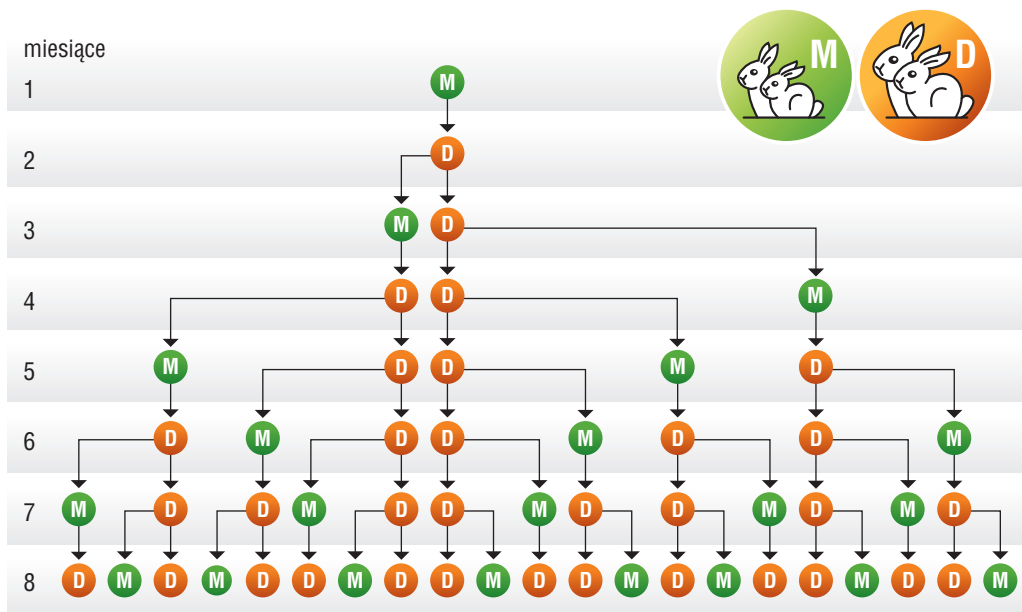 miesiące
M D
1 M
2 D
3 M D
4 D D M
5 M D D M D
6 D M D D M D D M
7 M D D M D D M D D M D M D
8 D M D M D D M D D M D D M D M D D M D D M